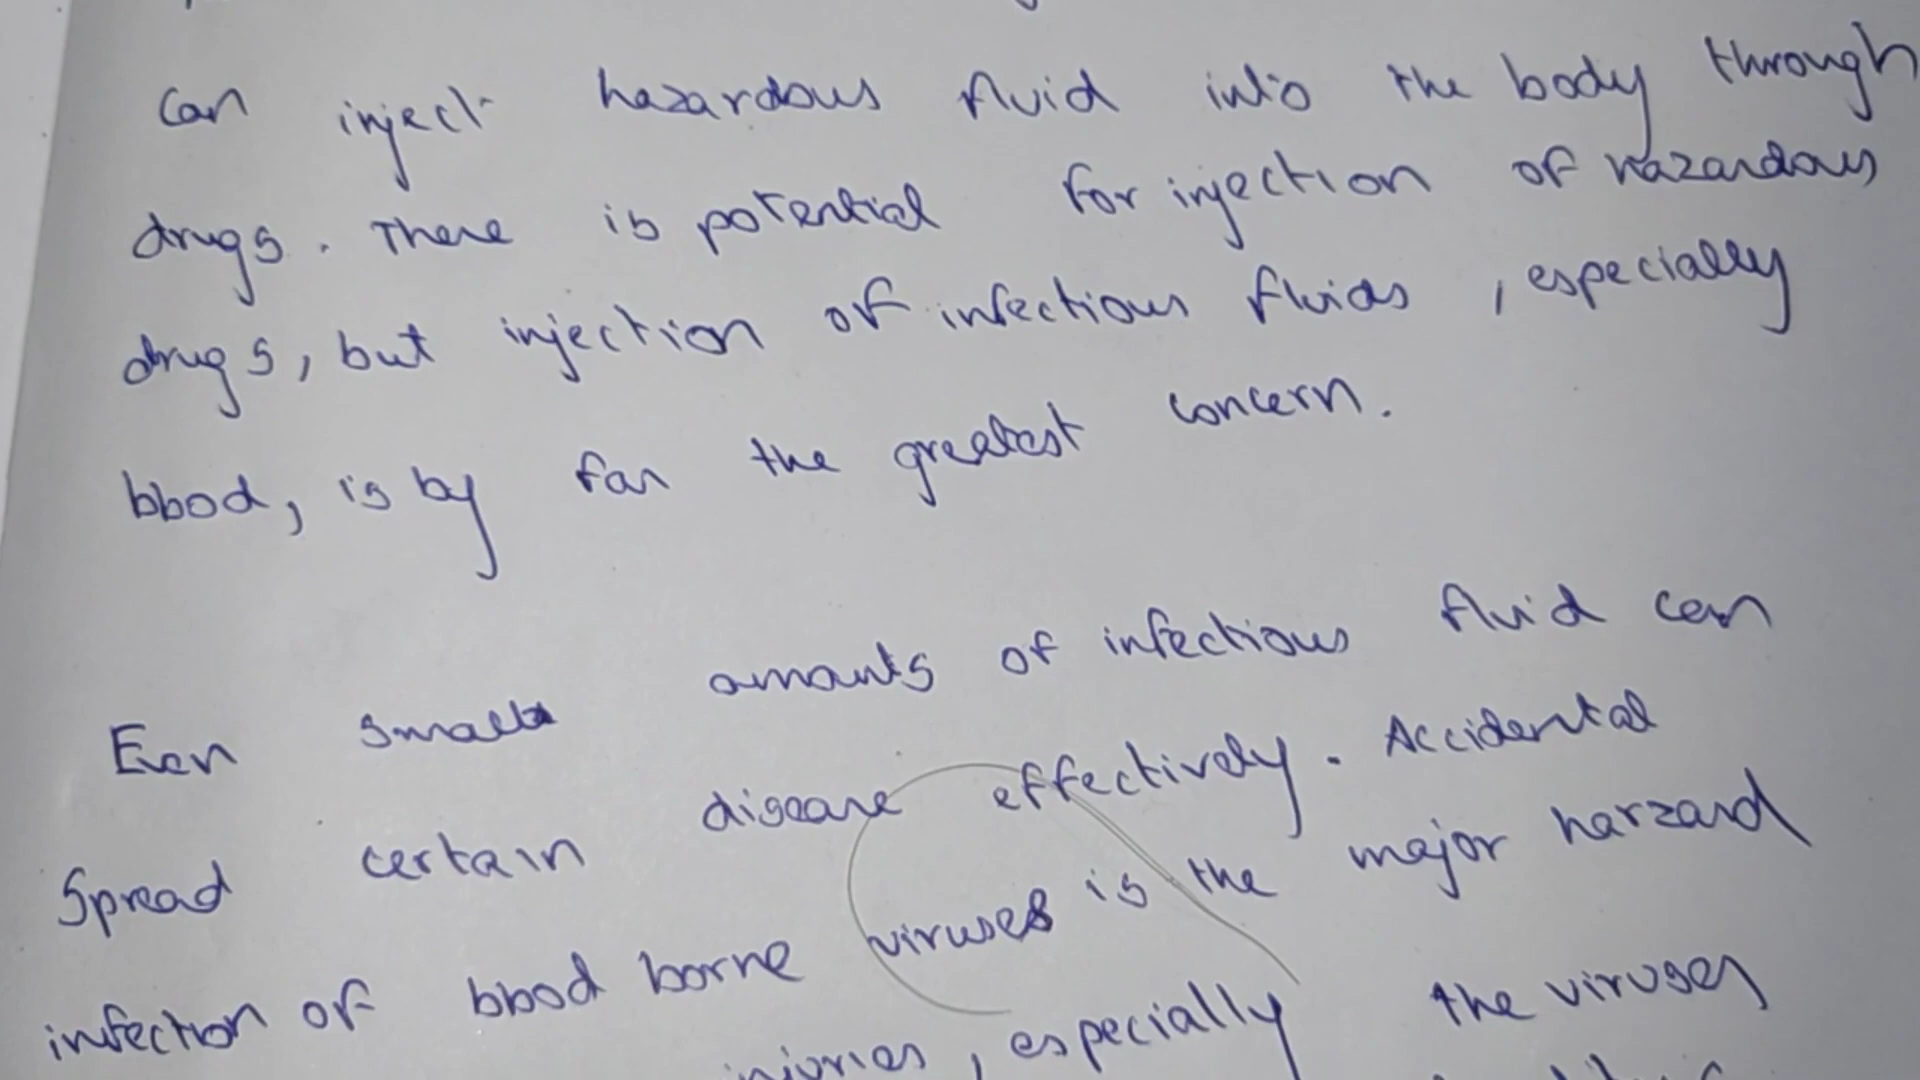 can inject hazardous fluid into the body through
drugs. There is potential for injection of hazardous
drugs, but injection of infectious fluids, especially
blood, is by far the greatest concern.
Even small amounts of infectious fluid can
Spread certain disease effectively. Accidental
infection of blood borne viruses is the major harzard
injuries, especially the viruses